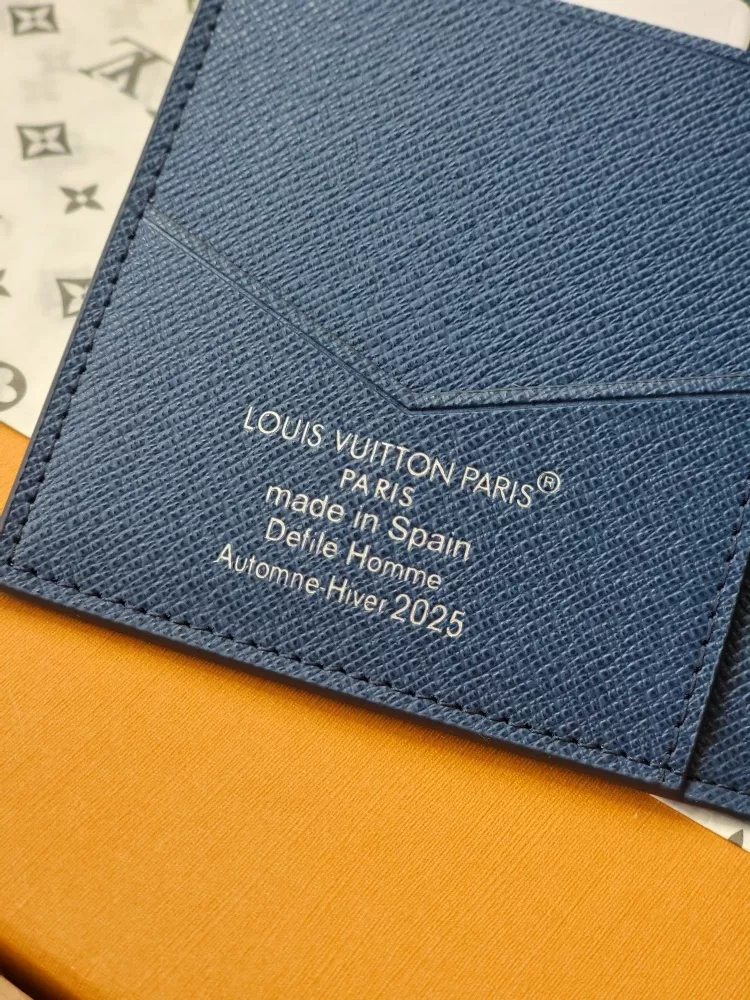 LOUIS VUITTON PARIS®
PARIS
made in Spain
Defile Homme
Automne-Hiver 2025